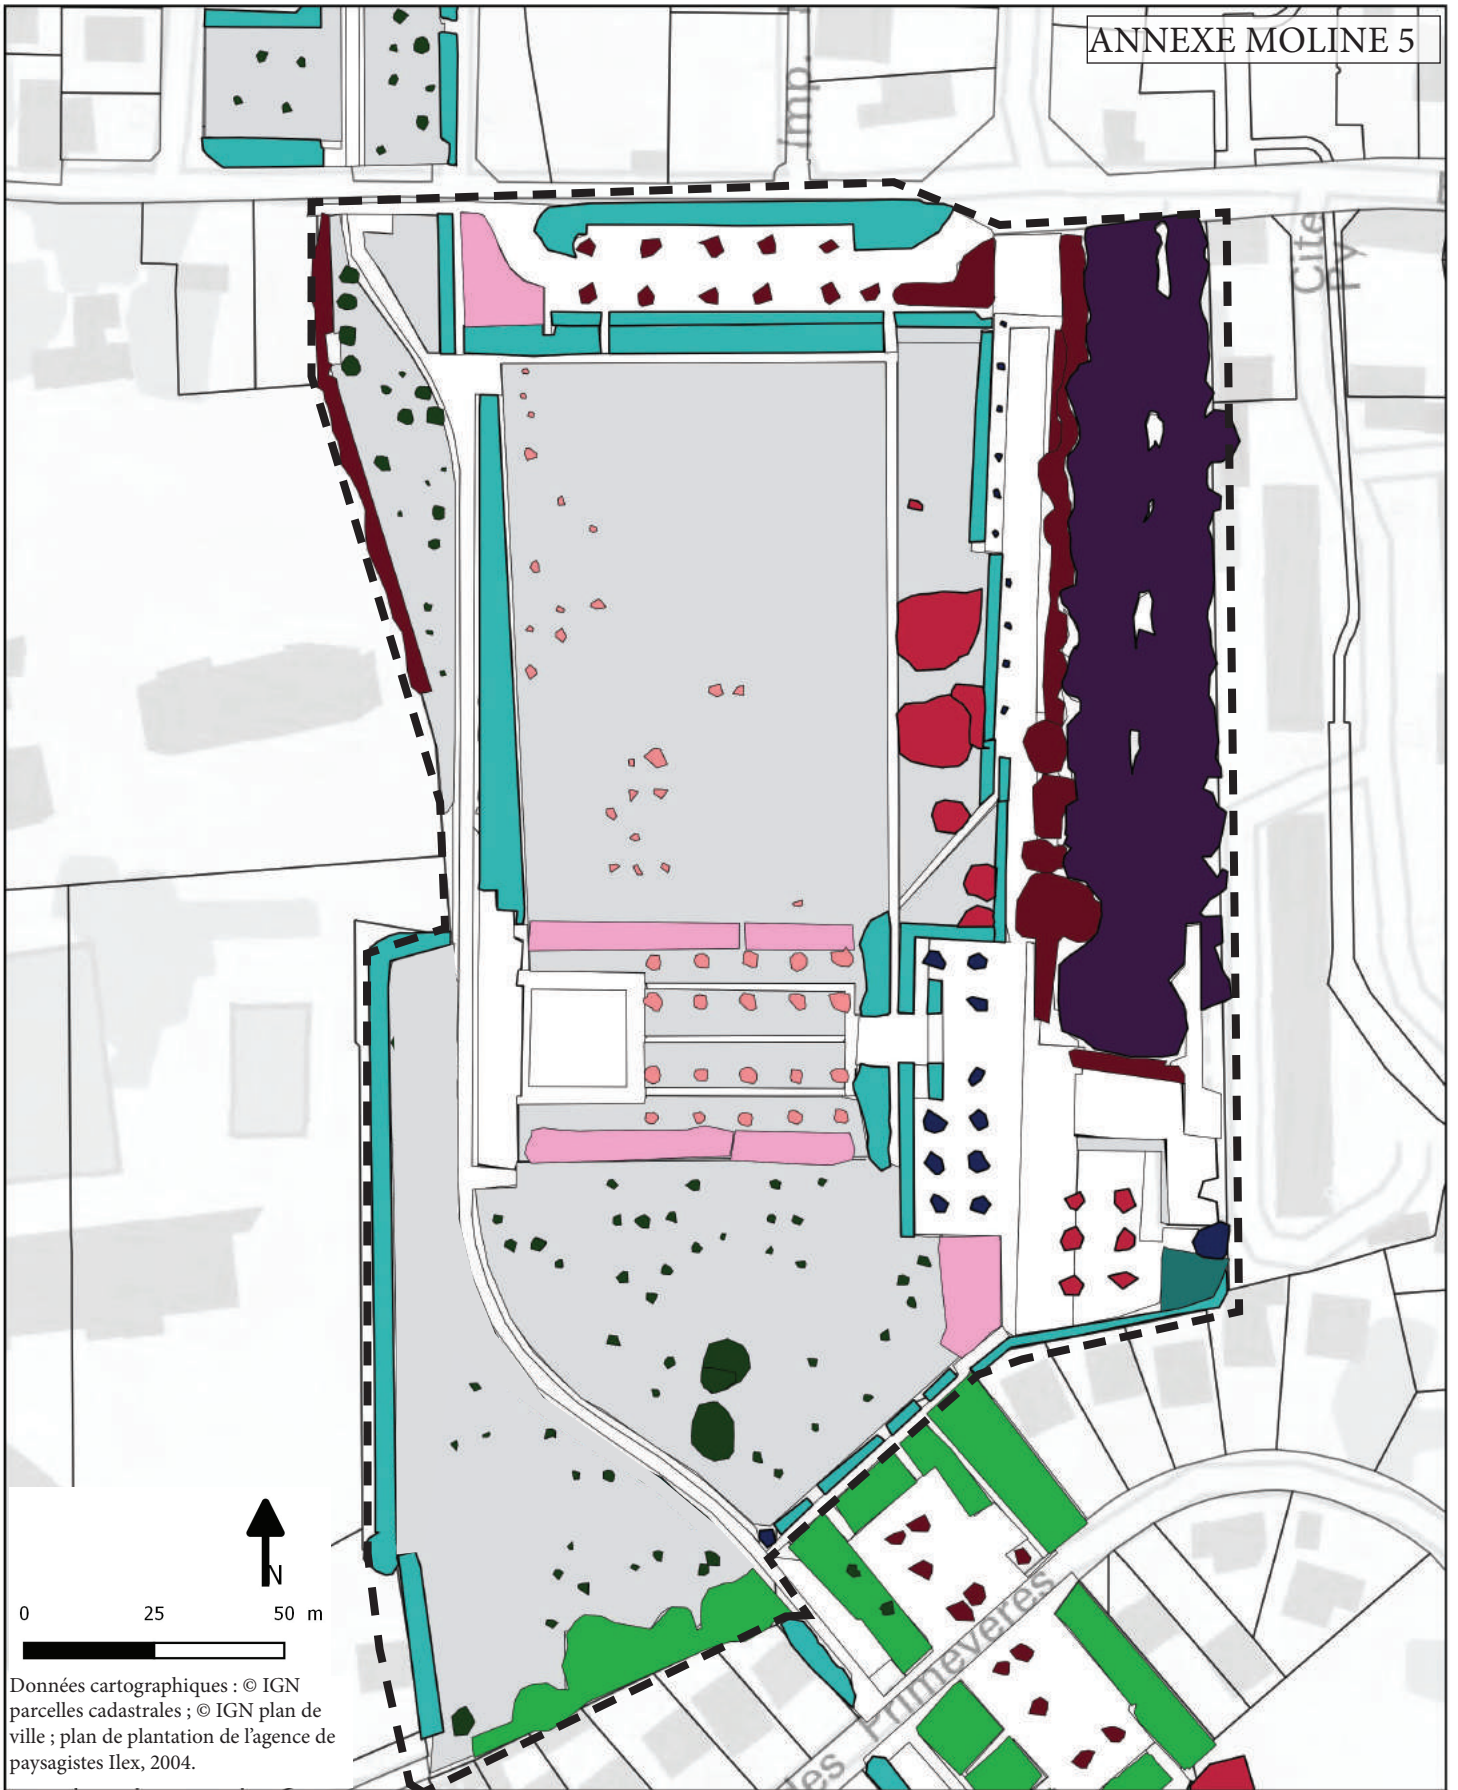 ANNEXE MOLINE 5
Imp.
Cité
Ry
N
0 25 50 m
Données cartographiques : © IGN
parcelles cadastrales ; © IGN plan de
ville ; plan de plantation de l'agence de
paysagistes Ilex, 2004.
des Primevères